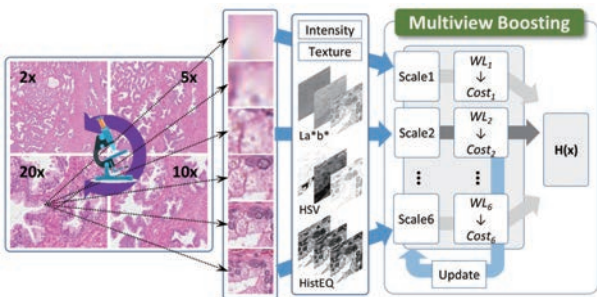 Multiview Boosting
Intensity
Texture
2x
5x
20x
10x
La*b*
HSV
HistEQ
Scale1
WL1
↓
Cost1
Scale2
WL2
↓
Cost2
Scale6
WL6
↓
Cost6
H(x)
Update